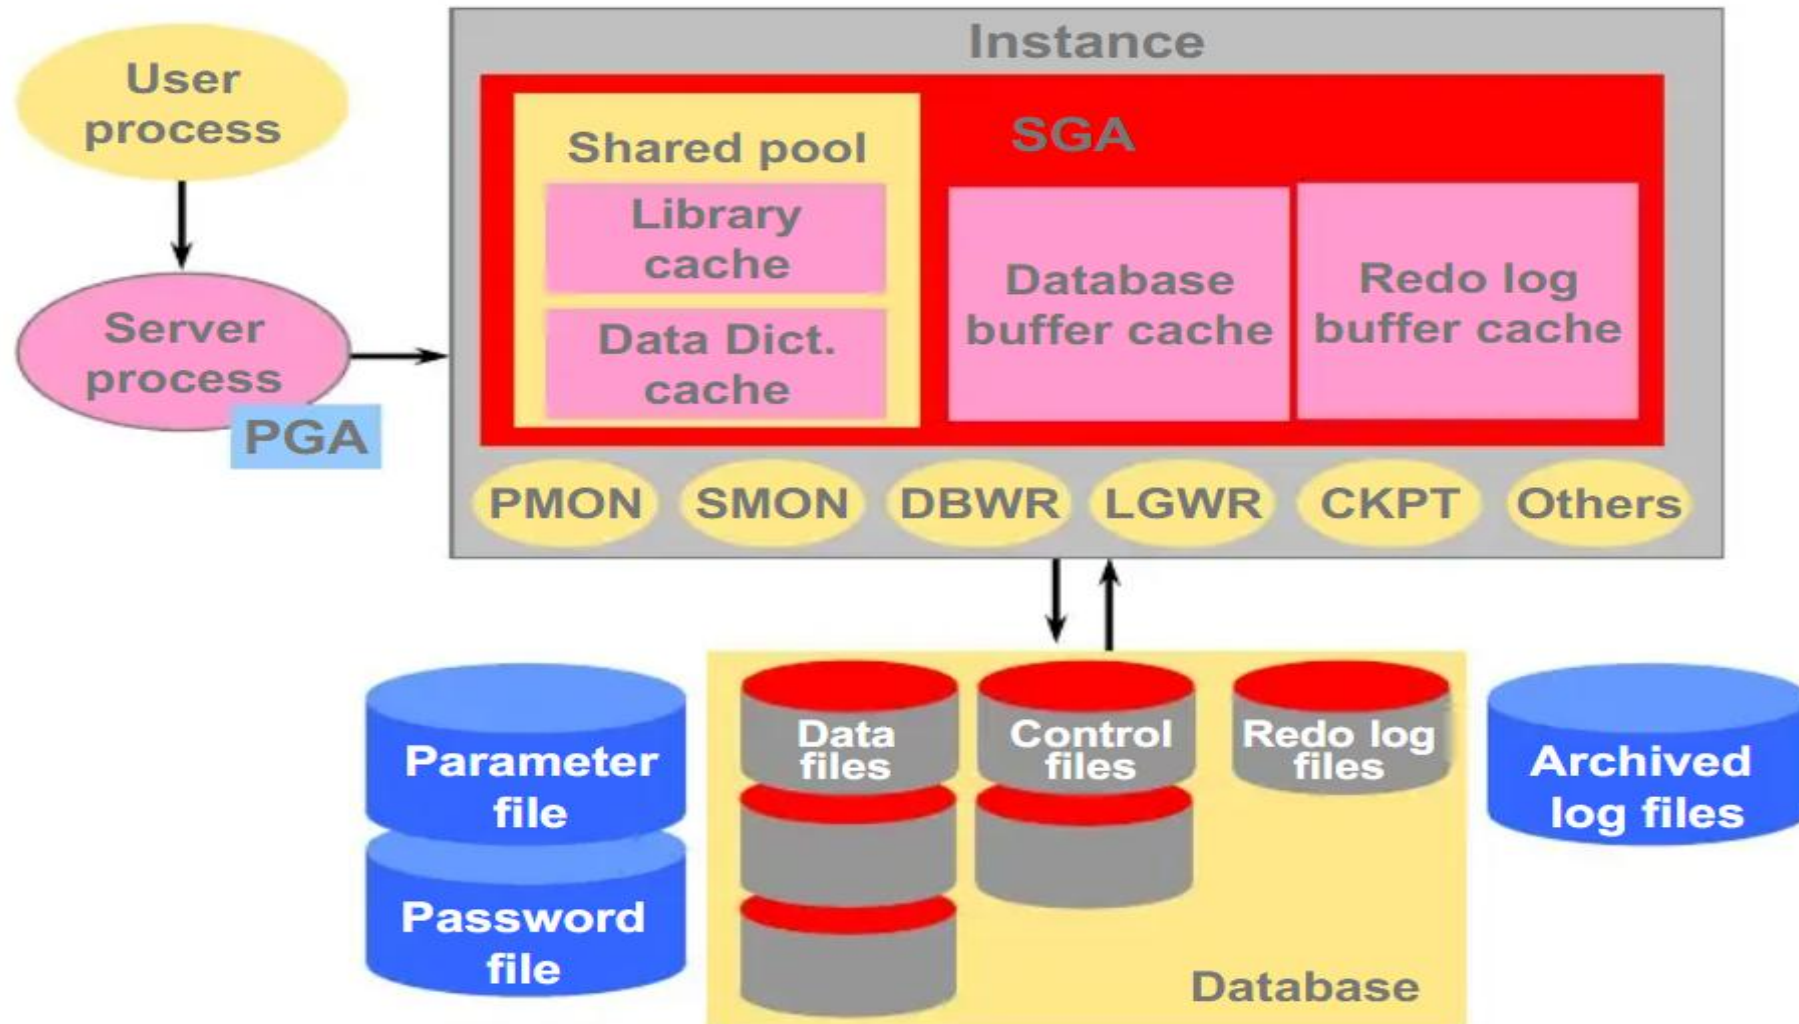 Instance
User
process
SGA
Shared pool
Library
cache
Data Dict.
cache
Database
buffer cache
Redo log
buffer cache
Server
process
PGA
PMON
SMON
DBWR
LGWR
CKPT
Others
Parameter
file
Password
file
Data
files
Control
files
Redo log
files
Archived
log files
Database